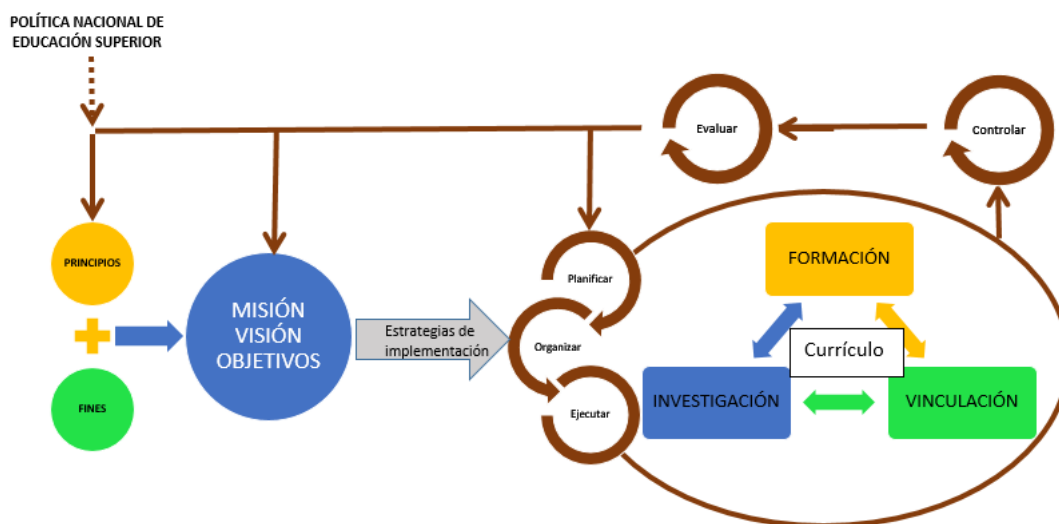 POLÍTICA NACIONAL DE
EDUCACIÓN SUPERIOR
Evaluar
Controlar
PRINCIPIOS
FINES
MISIÓN
VISIÓN
OBJETIVOS
Estrategias de
implementación
Planificar
Organizar
Ejecutar
FORMACIÓN
Currículo
INVESTIGACIÓN
VINCULACIÓN